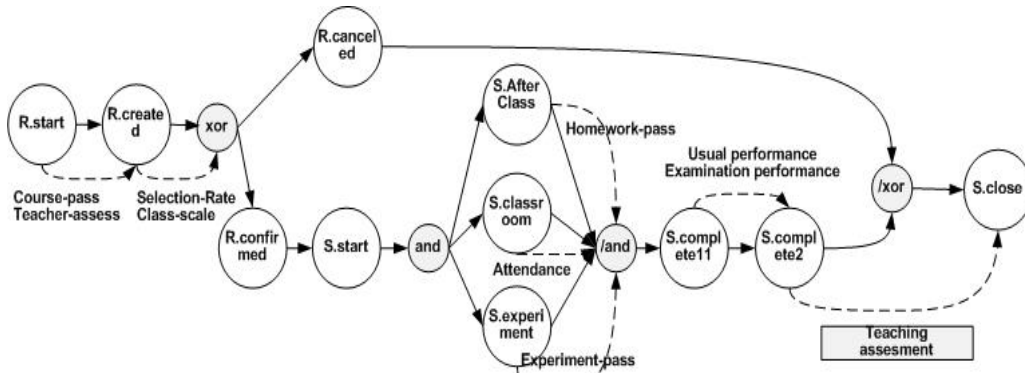 R.cancel
ed
R.start
R.create
d
xor
Course-pass
Teacher-assess
Selection-Rate
Class-scale
R.confir
med
S.start
and
S.After
Class
Homework-pass
S.classr
oom
Attendance
S.experi
ment
Experiment-pass
/and
S.compl
ete11
Usual performance
Examination performance
S.compl
ete2
/xor
S.close
Teaching
assesment